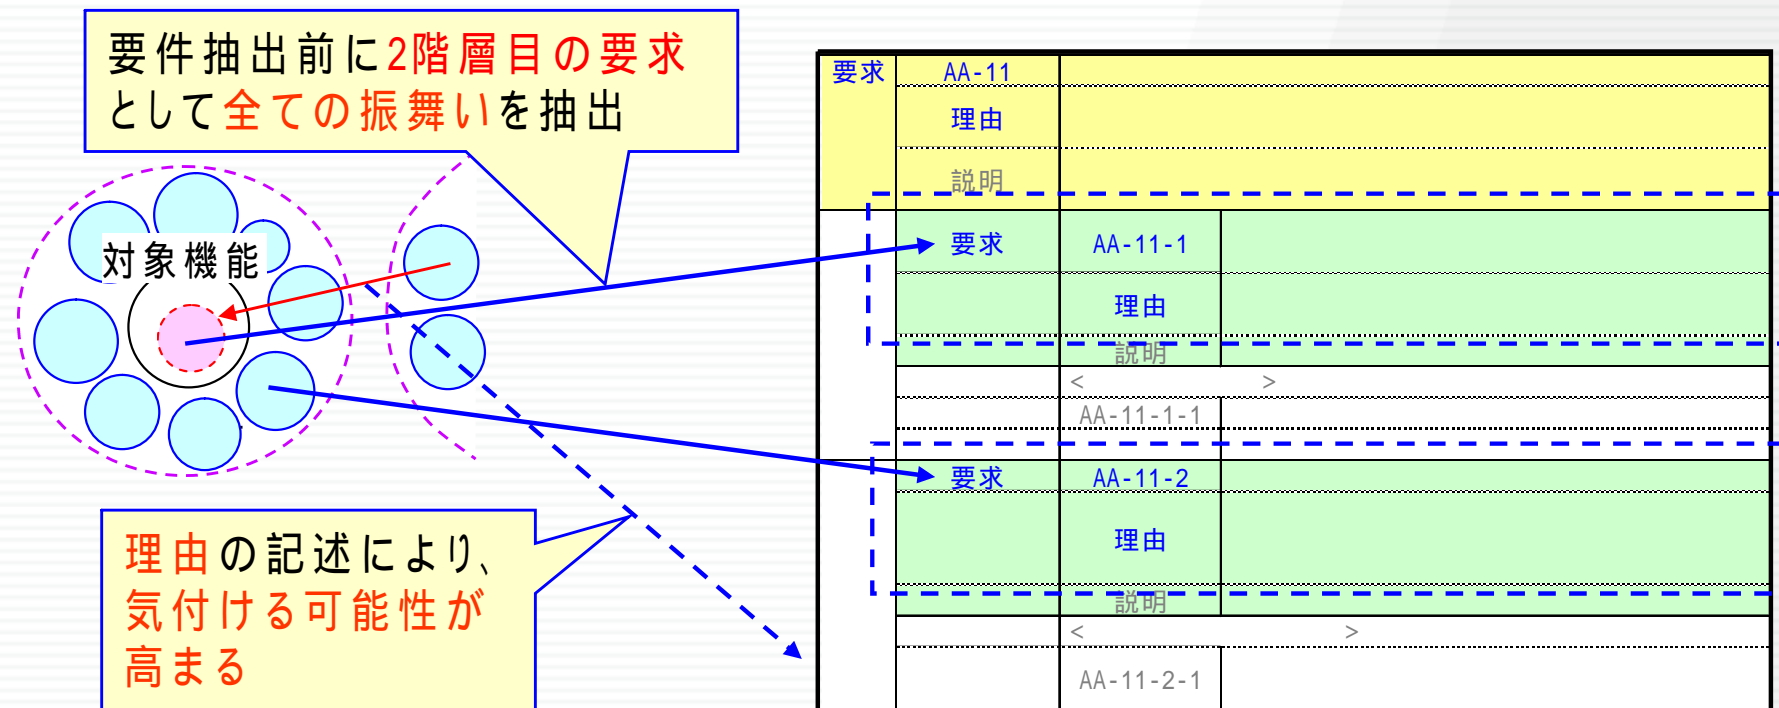 要件抽出前に2階層目の要求
として全ての振舞いを抽出
対象機能
理由の記述により、
気付ける可能性が
高まる
要求 AA-11
理由
説明
要求 AA-11-1
理由
説明
< >
AA-11-1-1
要求 AA-11-2
理由
説明
< >
AA-11-2-1